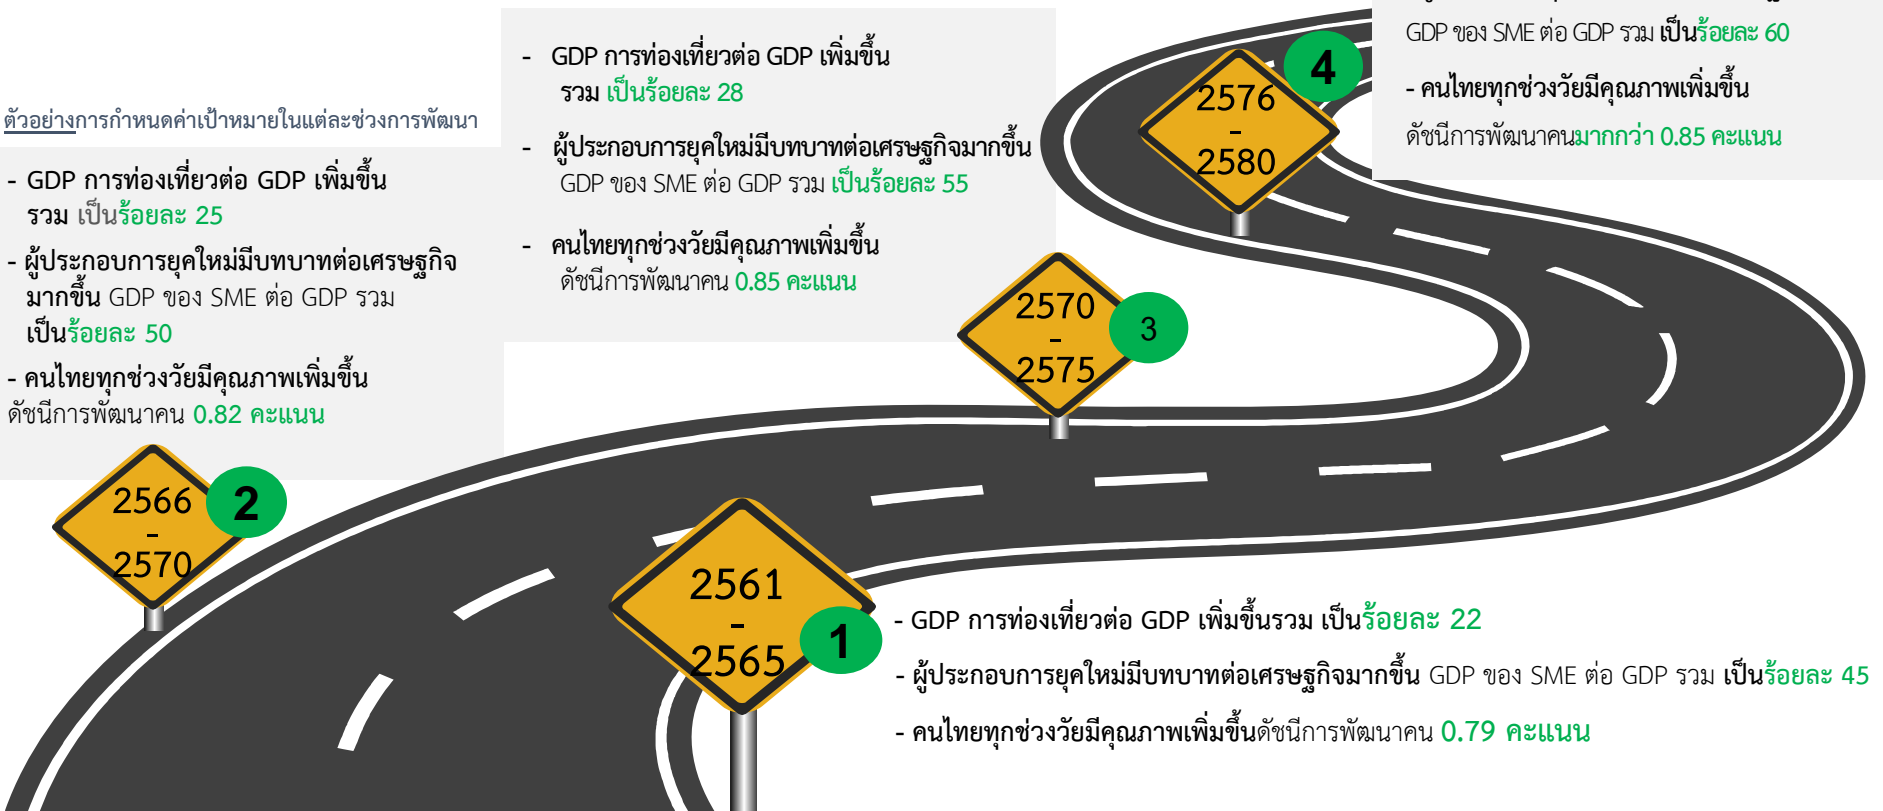 ตัวอย่างการกำหนดค่าเป้าหมายในแต่ละช่วงการพัฒนา
- GDP การท่องเที่ยวต่อ GDP เพิ่มขึ้น
รวม เป็นร้อยละ 25
- ผู้ประกอบการยุคใหม่มีบทบาทต่อเศรษฐกิจ
มากขึ้น GDP ของ SME ต่อ GDP รวม
เป็นร้อยละ 50
- คนไทยทุกช่วงวัยมีคุณภาพเพิ่มขึ้น
ดัชนีการพัฒนาคน 0.82 คะแนน
2566
-
2570
2
- GDP การท่องเที่ยวต่อ GDP เพิ่มขึ้น
รวม เป็นร้อยละ 28
- ผู้ประกอบการยุคใหม่มีบทบาทต่อเศรษฐกิจมากขึ้น
GDP ของ SME ต่อ GDP รวม เป็นร้อยละ 55
- คนไทยทุกช่วงวัยมีคุณภาพเพิ่มขึ้น
ดัชนีการพัฒนาคน 0.85 คะแนน
2570
-
2575
3
GDP ของ SME ต่อ GDP รวม เป็นร้อยละ 60
- คนไทยทุกช่วงวัยมีคุณภาพเพิ่มขึ้น
ดัชนีการพัฒนาคนมากกว่า 0.85 คะแนน
2576
-
2580
4
2561
-
2565
1
- GDP การท่องเที่ยวต่อ GDP เพิ่มขึ้นรวม เป็นร้อยละ 22
- ผู้ประกอบการยุคใหม่มีบทบาทต่อเศรษฐกิจมากขึ้น GDP ของ SME ต่อ GDP รวม เป็นร้อยละ 45
- คนไทยทุกช่วงวัยมีคุณภาพเพิ่มขึ้นดัชนีการพัฒนาคน 0.79 คะแนน